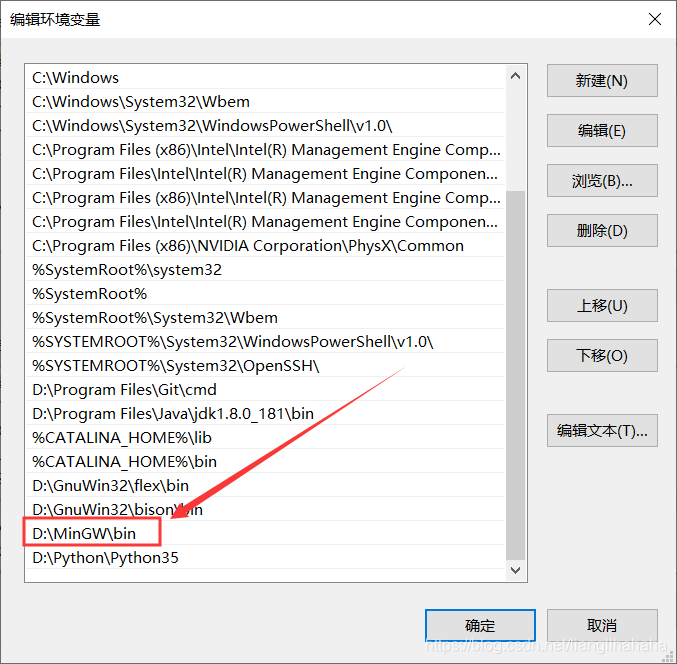 编辑环境变量
C:\Windows
C:\Windows\System32\Wbem
C:\Windows\System32\WindowsPowerShell\v1.0\
C:\Program Files (x86)\Intel\Intel(R) Management Engine Comp...
C:\Program Files\Intel\Intel(R) Management Engine Componen...
C:\Program Files (x86)\Intel\Intel(R) Management Engine Comp...
C:\Program Files\Intel\Intel(R) Management Engine Componen...
C:\Program Files (x86)\NVIDIA Corporation\PhysX\Common
%SystemRoot%\system32
%SystemRoot%
%SystemRoot%\System32\Wbem
%SYSTEMROOT%\System32\WindowsPowerShell\v1.0\
%SYSTEMROOT%\System32\OpenSSH\
D:\Program Files\Git\cmd
D:\Program Files\Java\jdk1.8.0_181\bin
%CATALINA_HOME%\lib
%CATALINA_HOME%\bin
D:\GnuWin32\flex\bin
D:\GnuWin32\bison\bin
D:\MinGW\bin
D:\Python\Python35
新建(N)
编辑(E)
浏览(B)...
删除(D)
上移(U)
下移(O)
编辑文本(T)...
确定
取消